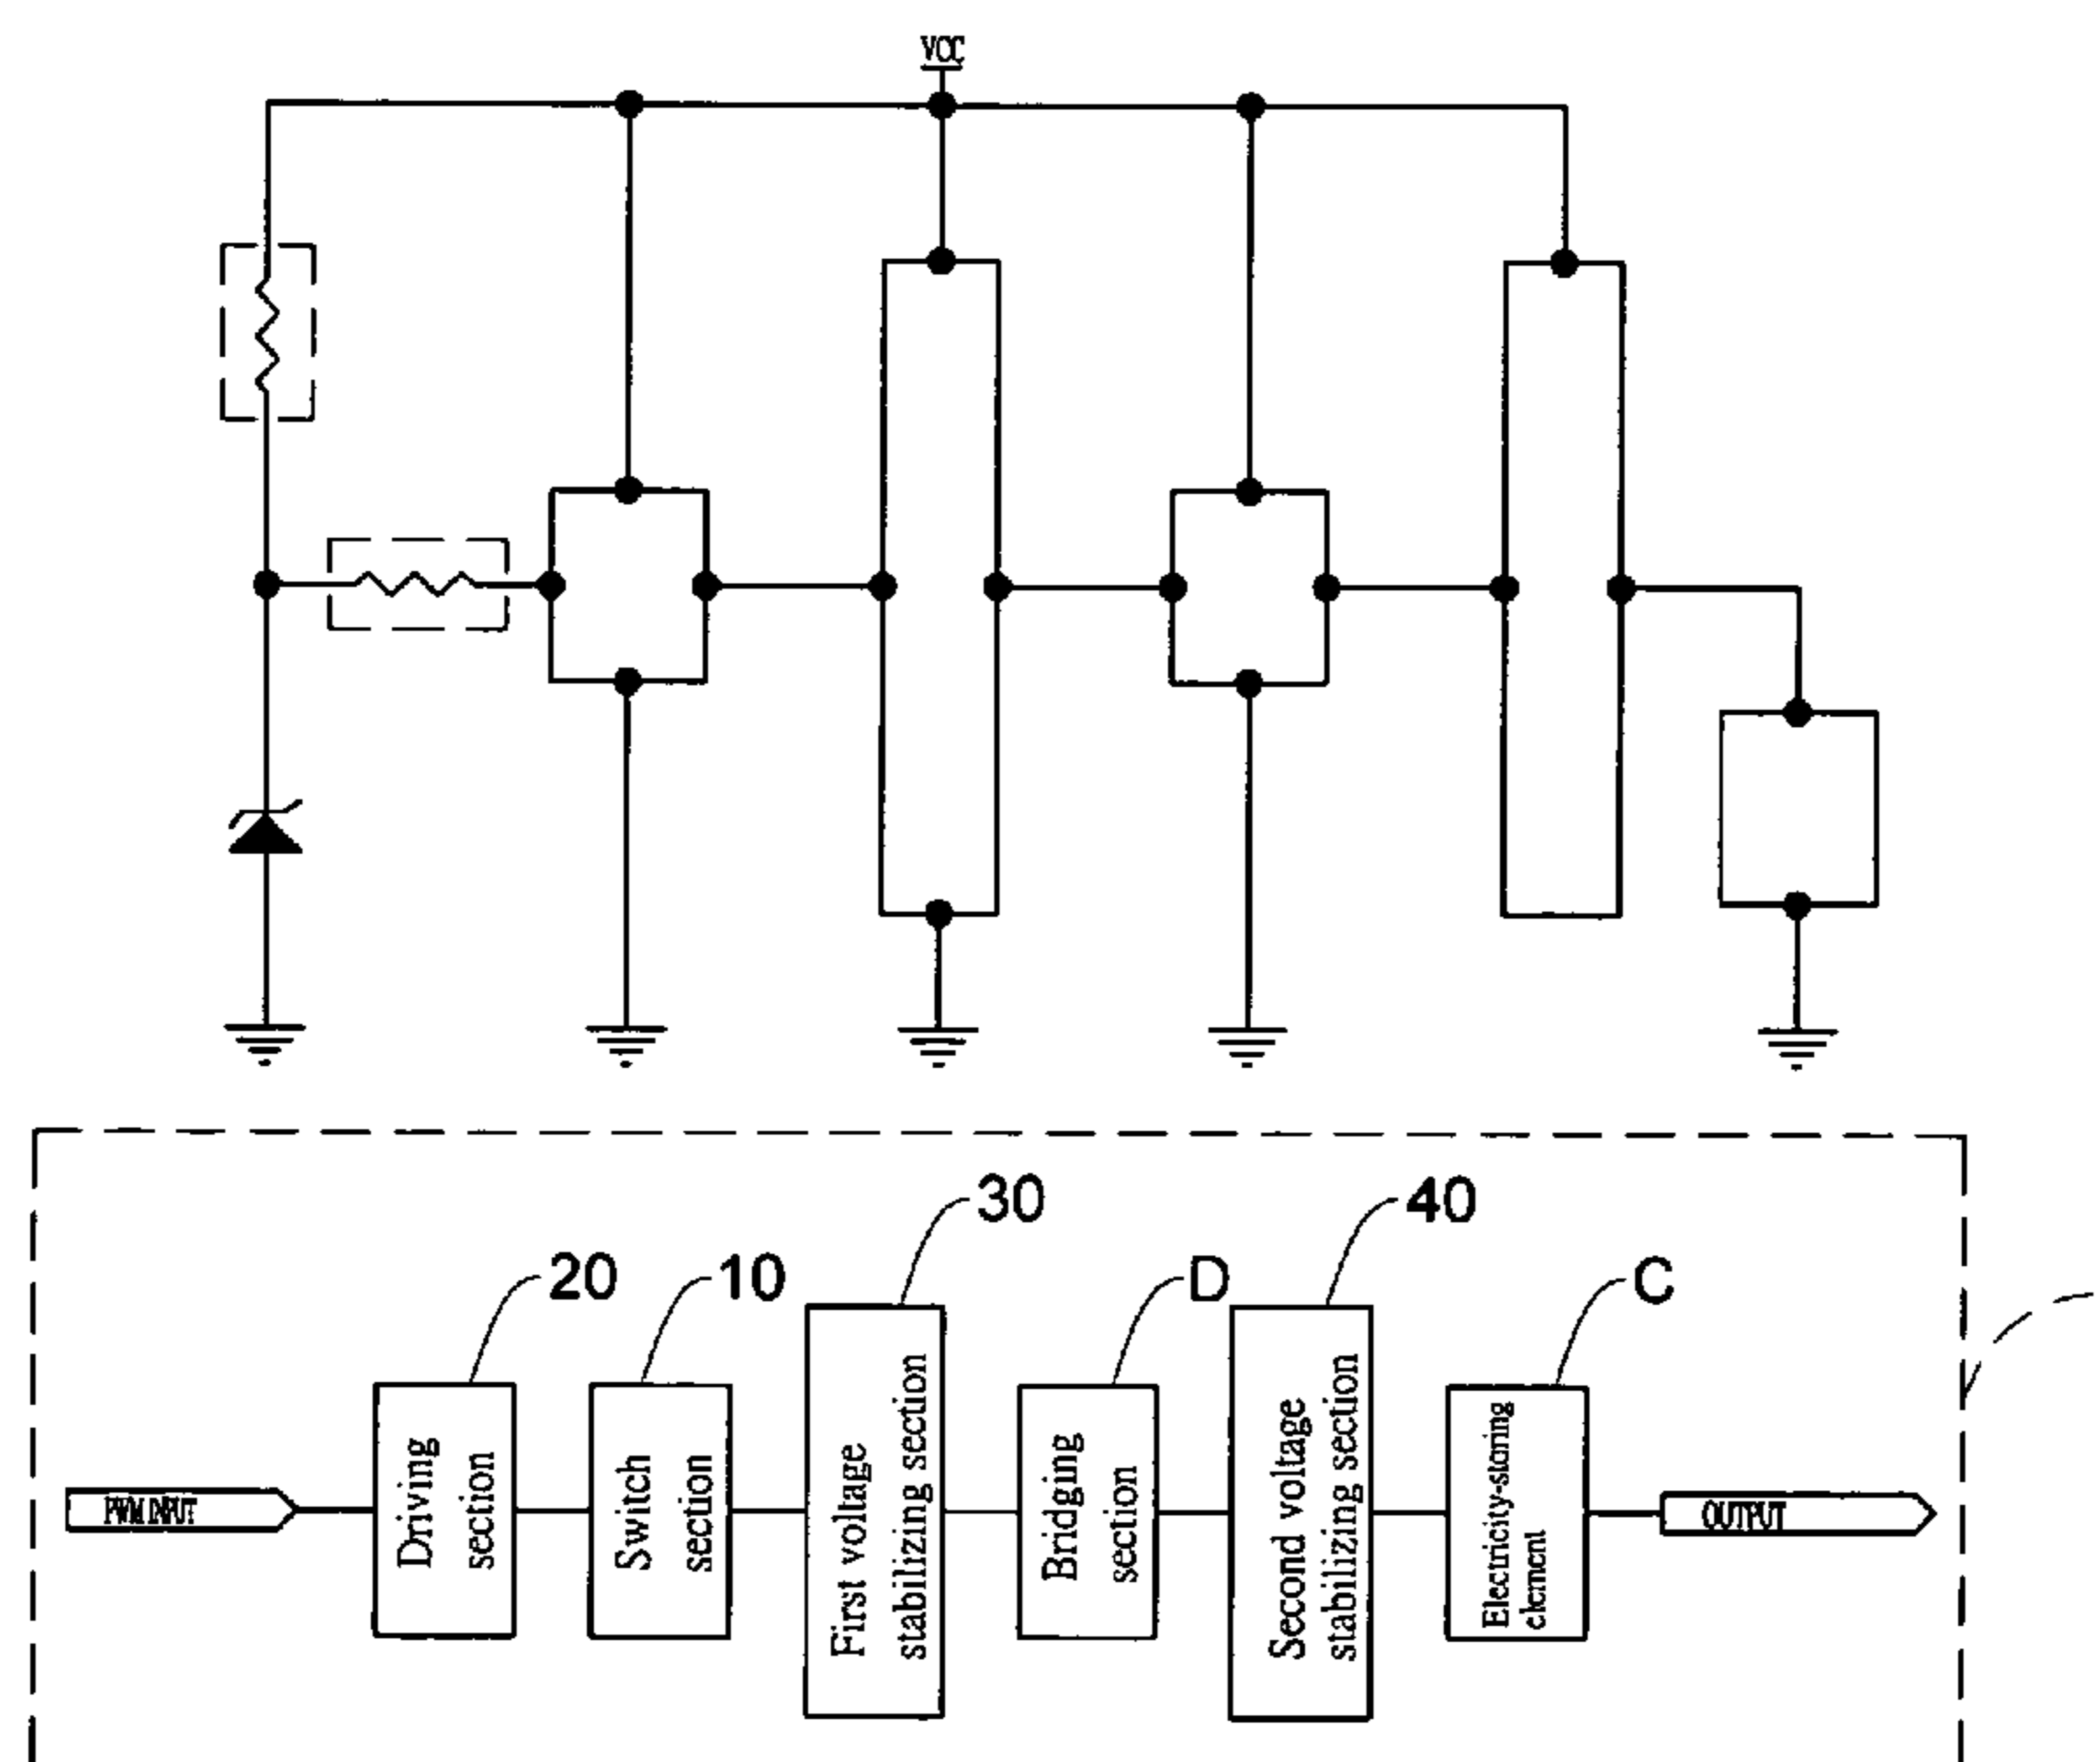 VCC
30
40
20
10
D
C
PWM INPUT
Driving
section
Switch
section
First voltage
stabilizing section
Bridging
section
Second voltage
stabilizing section
Electricity-storing
element
OUTPUT